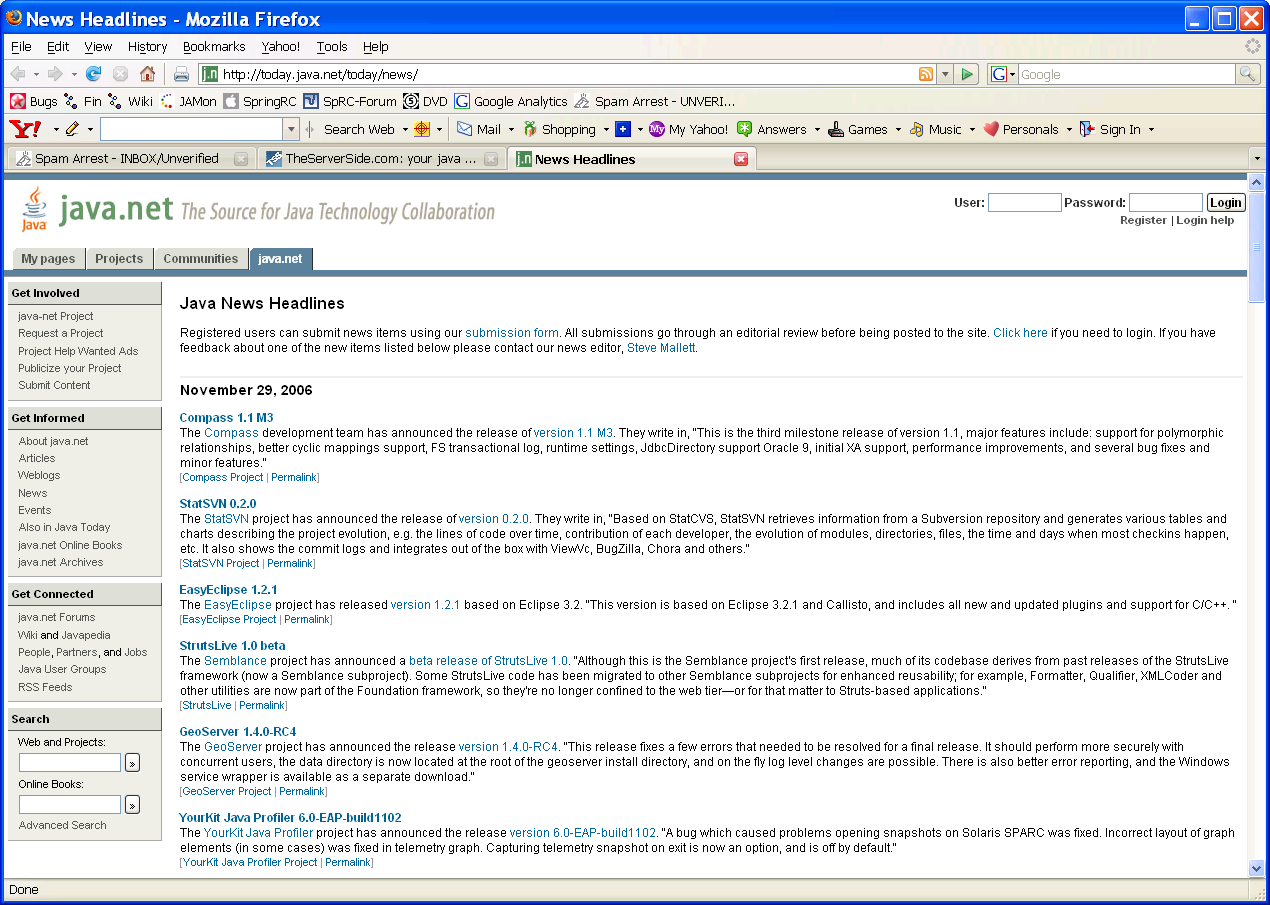 News Headlines - Mozilla Firefox
File Edit View History Bookmarks Yahoo! Tools Help
j.n http://today.java.net/today/news/ G Google
Bugs Fin Wiki JAMon SpringRC SpRC-Forum DVD Google Analytics Spam Arrest - UNVERI...
Y! Search Web Mail Shopping My Yahoo! Answers Games Music Personals Sign In
Spam Arrest - INBOX/Unverified TheServerSide.com: your java ... j.n News Headlines
Java java.net The Source for Java Technology Collaboration
User: Password: Login
Register | Login help
My pages Projects Communities java.net
Get Involved
java-net Project
Request a Project
Project Help Wanted Ads
Publicize your Project
Submit Content
Get Informed
About java.net
Articles
Weblogs
News
Events
Also in Java Today
java.net Online Books
java.net Archives
Get Connected
java.net Forums
Wiki and Javapedia
People, Partners, and Jobs
Java User Groups
RSS Feeds
Search
Web and Projects:
»
Online Books:
»
Advanced Search
Java News Headlines
Registered users can submit news items using our submission form. All submissions go through an editorial review before being posted to the site. Click here if you need to login. If you have
feedback about one of the new items listed below please contact our news editor, Steve Mallett.
November 29, 2006
Compass 1.1 M3
The Compass development team has announced the release of version 1.1 M3. They write in, "This is the third milestone release of version 1.1, major features include: support for polymorphic
relationships, better cyclic mappings support, FS transactional log, runtime settings, JdbcDirectory support Oracle 9, initial XA support, performance improvements, and several bug fixes and
minor features."
[Compass Project | Permalink]
StatSVN 0.2.0
The StatSVN project has announced the release of version 0.2.0. They write in, "Based on StatCVS, StatSVN retrieves information from a Subversion repository and generates various tables and
charts describing the project evolution, e.g. the lines of code over time, contribution of each developer, the evolution of modules, directories, files, the time and days when most checkins happen,
etc. It also shows the commit logs and integrates out of the box with ViewVc, BugZilla, Chora and others."
[StatSVN Project | Permalink]
EasyEclipse 1.2.1
The EasyEclipse project has released version 1.2.1 based on Eclipse 3.2. "This version is based on Eclipse 3.2.1 and Callisto, and includes all new and updated plugins and support for C/C++. "
[EasyEclipse Project | Permalink]
StrutsLive 1.0 beta
The Semblance project has announced a beta release of StrutsLive 1.0. "Although this is the Semblance project's first release, much of its codebase derives from past releases of the StrutsLive
framework (now a Semblance subproject). Some StrutsLive code has been migrated to other Semblance subprojects for enhanced reusability; for example, Formatter, Qualifier, XMLCoder and
other utilities are now part of the Foundation framework, so they're no longer confined to the web tier—or for that matter to Struts-based applications."
[StrutsLive | Permalink]
GeoServer 1.4.0-RC4
The GeoServer project has announced the release version 1.4.0-RC4. "This release fixes a few errors that needed to be resolved for a final release. It should perform more securely with
concurrent users, the data directory is now located at the root of the geoserver install directory, and on the fly log level changes are possible. There is also better error reporting, and the Windows
service wrapper is available as a separate download."
[GeoServer Project | Permalink]
YourKit Java Profiler 6.0-EAP-build1102
The YourKit Java Profiler project has announced the release version 6.0-EAP-build1102. "A bug which caused problems opening snapshots on Solaris SPARC was fixed. Incorrect layout of graph
elements (in some cases) was fixed in telemetry graph. Capturing telemetry snapshot on exit is now an option, and is off by default."
[YourKit Java Profiler Project | Permalink]
Done